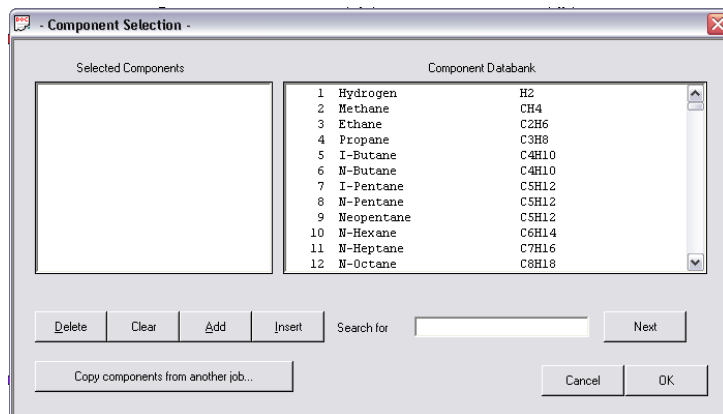 - Component Selection -
Selected Components
Component Databank
1 Hydrogen H2
2 Methane CH4
3 Ethane C2H6
4 Propane C3H8
5 I-Butane C4H10
6 N-Butane C4H10
7 I-Pentane C5H12
8 N-Pentane C5H12
9 Neopentane C5H12
10 N-Hexane C6H14
11 N-Heptane C7H16
12 N-Octane C8H18
Delete Clear Add Insert Search for Next
Copy components from another job... Cancel OK